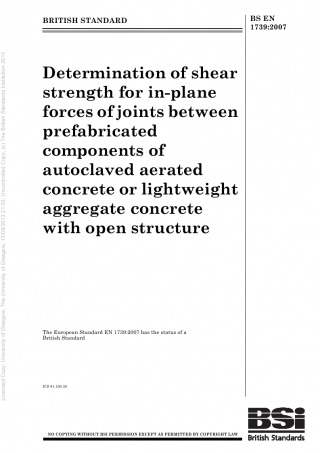 BRITISH STANDARD
BS EN
1739:2007
Determination of shear
strength for in-plane
forces of joints between
prefabricated
components of
autoclaved aerated
concrete or lightweight
aggregate concrete
with open structure
The European Standard EN 1739:2007 has the status of a
British Standard
ICS 91.100.30
NO COPYING WITHOUT BSI PERMISSION EXCEPT AS PERMITTED BY COPYRIGHT LAW
BSi
British Standards
Licensed Copy: University of Glasgow, The University of Glasgow, 13/09/2013 21:03, Uncontrolled Copy, (c) The British Standards Institution 2013